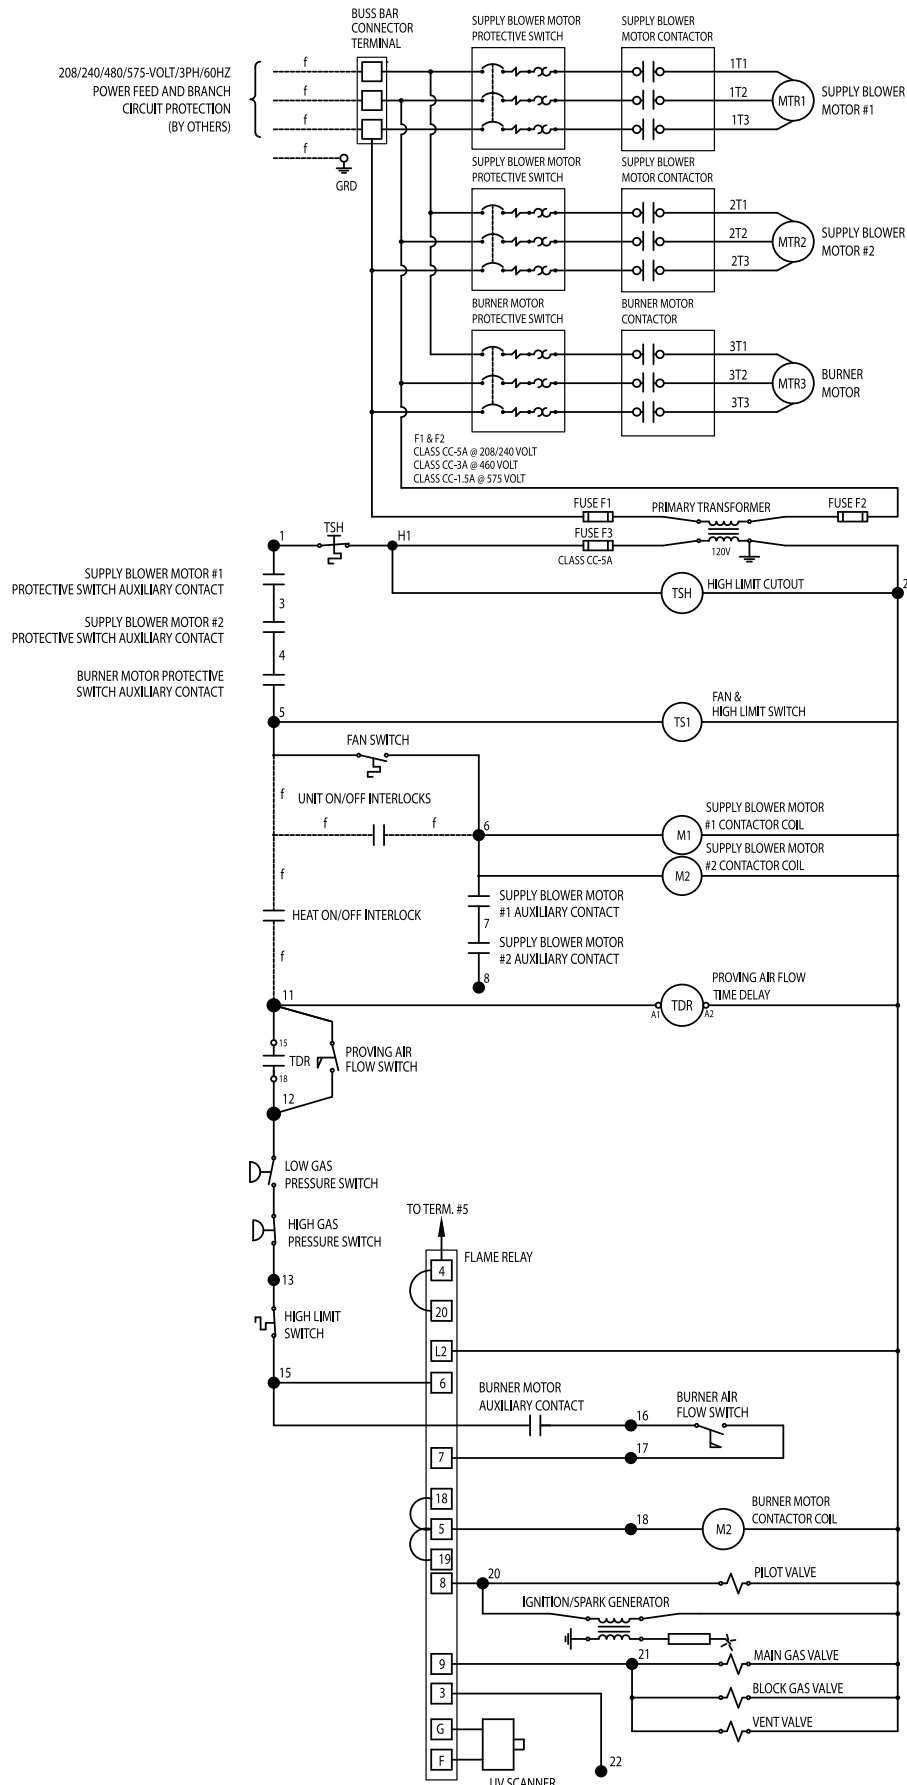 BUSS BAR
CONNECTOR
TERMINAL
SUPPLY BLOWER MOTOR
PROTECTIVE SWITCH
SUPPLY BLOWER
MOTOR CONTACTOR
208/240/480/575-VOLT/3PH/60HZ
POWER FEED AND BRANCH
CIRCUIT PROTECTION
(BY OTHERS)
f
f
f
f
GRD
1T1
1T2
1T3
MTR1
SUPPLY BLOWER
MOTOR #1
SUPPLY BLOWER MOTOR
PROTECTIVE SWITCH
SUPPLY BLOWER
MOTOR CONTACTOR
2T1
2T2
2T3
MTR2
SUPPLY BLOWER
MOTOR #2
BURNER MOTOR
PROTECTIVE SWITCH
BURNER MOTOR
CONTACTOR
3T1
3T2
3T3
MTR3
BURNER
MOTOR
F1 & F2
CLASS CC-5A @ 208/240 VOLT
CLASS CC-3A @ 460 VOLT
CLASS CC-1.5A @ 575 VOLT
FUSE F1
PRIMARY TRANSFORMER
FUSE F2
1
TSH
H1
FUSE F3
CLASS CC-5A
120V
TSH
HIGH LIMIT CUTOUT
2
SUPPLY BLOWER MOTOR #1
PROTECTIVE SWITCH AUXILIARY CONTACT
3
SUPPLY BLOWER MOTOR #2
PROTECTIVE SWITCH AUXILIARY CONTACT
4
BURNER MOTOR PROTECTIVE
SWITCH AUXILIARY CONTACT
5
TS1
FAN &
HIGH LIMIT SWITCH
FAN SWITCH
f
UNIT ON/OFF INTERLOCKS
f
f
6
M1
SUPPLY BLOWER MOTOR
#1 CONTACTOR COIL
M2
SUPPLY BLOWER MOTOR
#2 CONTACTOR COIL
f
HEAT ON/OFF INTERLOCK
f
SUPPLY BLOWER MOTOR
#1 AUXILIARY CONTACT
7
SUPPLY BLOWER MOTOR
#2 AUXILIARY CONTACT
8
11
A1
TDR
A2
PROVING AIR FLOW
TIME DELAY
15
TDR
18
PROVING AIR
FLOW SWITCH
12
LOW GAS
PRESSURE SWITCH
HIGH GAS
PRESSURE SWITCH
13
HIGH LIMIT
SWITCH
15
TO TERM. #5
FLAME RELAY
4
20
L2
6
BURNER MOTOR
AUXILIARY CONTACT
16
BURNER AIR
FLOW SWITCH
17
7
18
5
19
18
M2
BURNER MOTOR
CONTACTOR COIL
8
20
PILOT VALVE
IGNITION/SPARK GENERATOR
9
21
MAIN GAS VALVE
3
BLOCK GAS VALVE
G
VENT VALVE
F
22
UV SCANNER